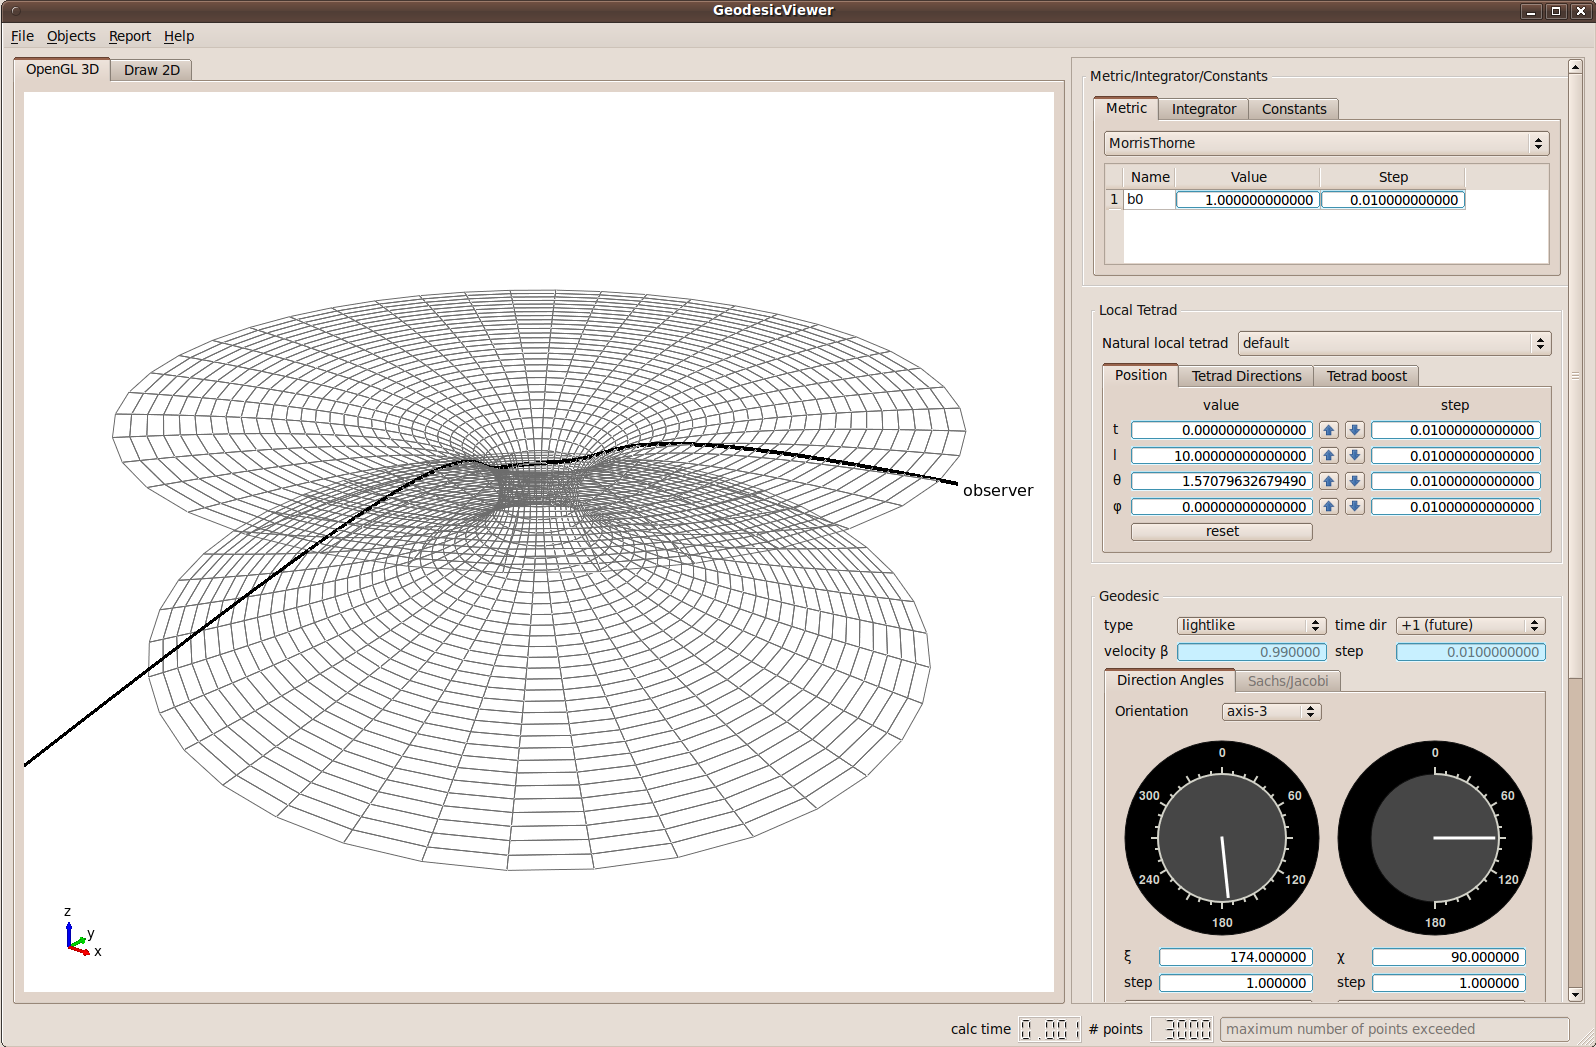 GeodesicViewer
File Objects Report Help
OpenGL 3D Draw 2D
observer
z
y
x
Metric/Integrator/Constants
Metric Integrator Constants
MorrisThorne
Name Value Step
1 b0 1.000000000000 0.010000000000
Local Tetrad
Natural local tetrad default
Position Tetrad Directions Tetrad boost
value step
t 0.00000000000000 0.01000000000000
l 10.00000000000000 0.01000000000000
θ 1.57079632679490 0.01000000000000
φ 0.00000000000000 0.01000000000000
reset
Geodesic
type lightlike time dir +1 (future)
velocity β 0.990000 step 0.0100000000
Direction Angles Sachs/Jacobi
Orientation axis-3
0 0
300 60 60
240 120 120
180 180
ξ 174.000000 χ 90.000000
step 1.000000 step 1.000000
calc time 0.001 # points 3000 maximum number of points exceeded